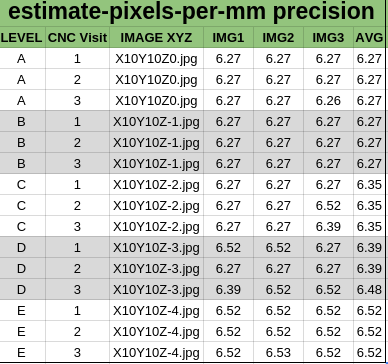 estimate-pixels-per-mm precision
LEVEL CNC Visit IMAGE XYZ IMG1 IMG2 IMG3 AVG
A 1 X10Y10Z0.jpg 6.27 6.27 6.27 6.27
A 2 X10Y10Z0.jpg 6.27 6.27 6.27 6.27
A 3 X10Y10Z0.jpg 6.27 6.27 6.26 6.27
B 1 X10Y10Z-1.jpg 6.27 6.27 6.27 6.27
B 2 X10Y10Z-1.jpg 6.27 6.27 6.27 6.27
B 3 X10Y10Z-1.jpg 6.27 6.27 6.27 6.27
C 1 X10Y10Z-2.jpg 6.27 6.27 6.27 6.35
C 2 X10Y10Z-2.jpg 6.27 6.27 6.52 6.35
C 3 X10Y10Z-2.jpg 6.27 6.27 6.39 6.35
D 1 X10Y10Z-3.jpg 6.52 6.52 6.27 6.39
D 2 X10Y10Z-3.jpg 6.27 6.27 6.27 6.39
D 3 X10Y10Z-3.jpg 6.39 6.52 6.52 6.48
E 1 X10Y10Z-4.jpg 6.52 6.52 6.52 6.52
E 2 X10Y10Z-4.jpg 6.52 6.52 6.52 6.52
E 3 X10Y10Z-4.jpg 6.52 6.53 6.52 6.52